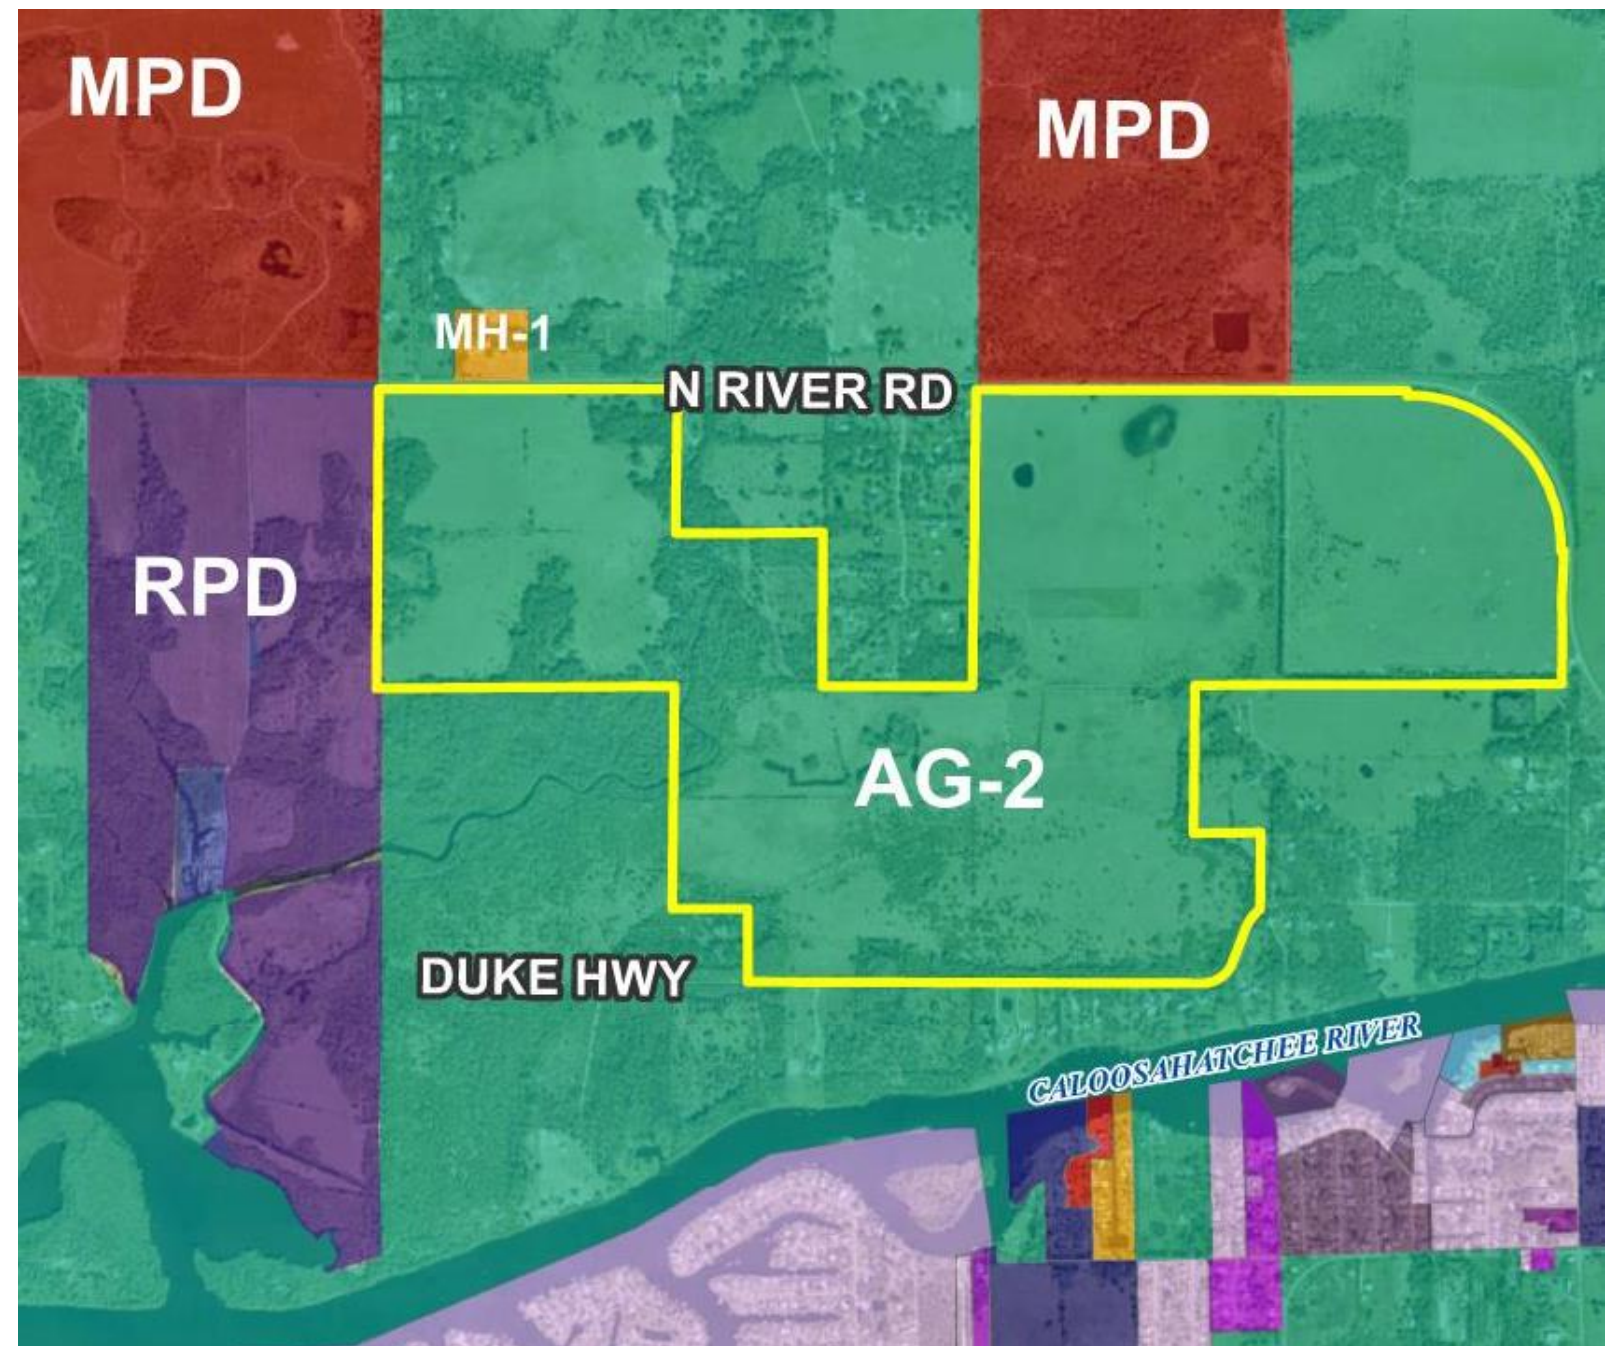 MPD
MPD
MH-1
N RIVER RD
RPD
AG-2
DUKE HWY
CALOOSAHATCHEE RIVER